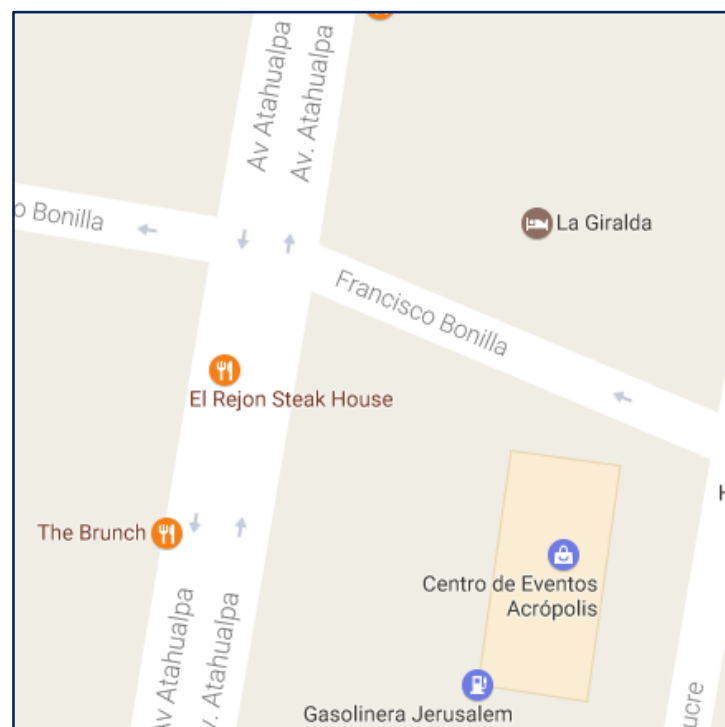 Av Atahualpa
Av. Atahualpa
o Bonilla
La Giralda
Francisco Bonilla
El Rejon Steak House
The Brunch
Centro de Eventos
Acrópolis
Av Atahualpa
v. Atahualpa
ucre
Gasolinera Jerusalem